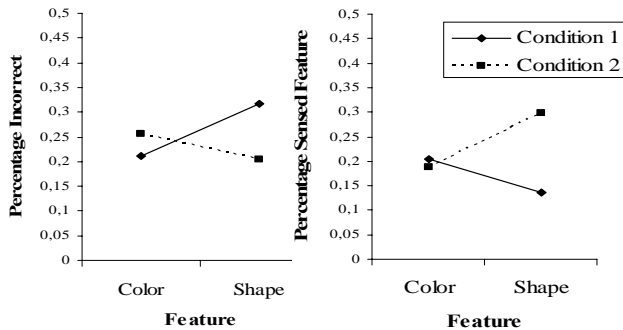 0,5
0,45
0,4
0,35
0,3
0,25
0,2
0,15
0,1
0,05
0
Percentage Incorrect
Color Shape
Feature
0,5
0,45
0,4
0,35
0,3
0,25
0,2
0,15
0,1
0,05
0
Percentage Sensed Feature
Color Shape
Feature
Condition 1
Condition 2